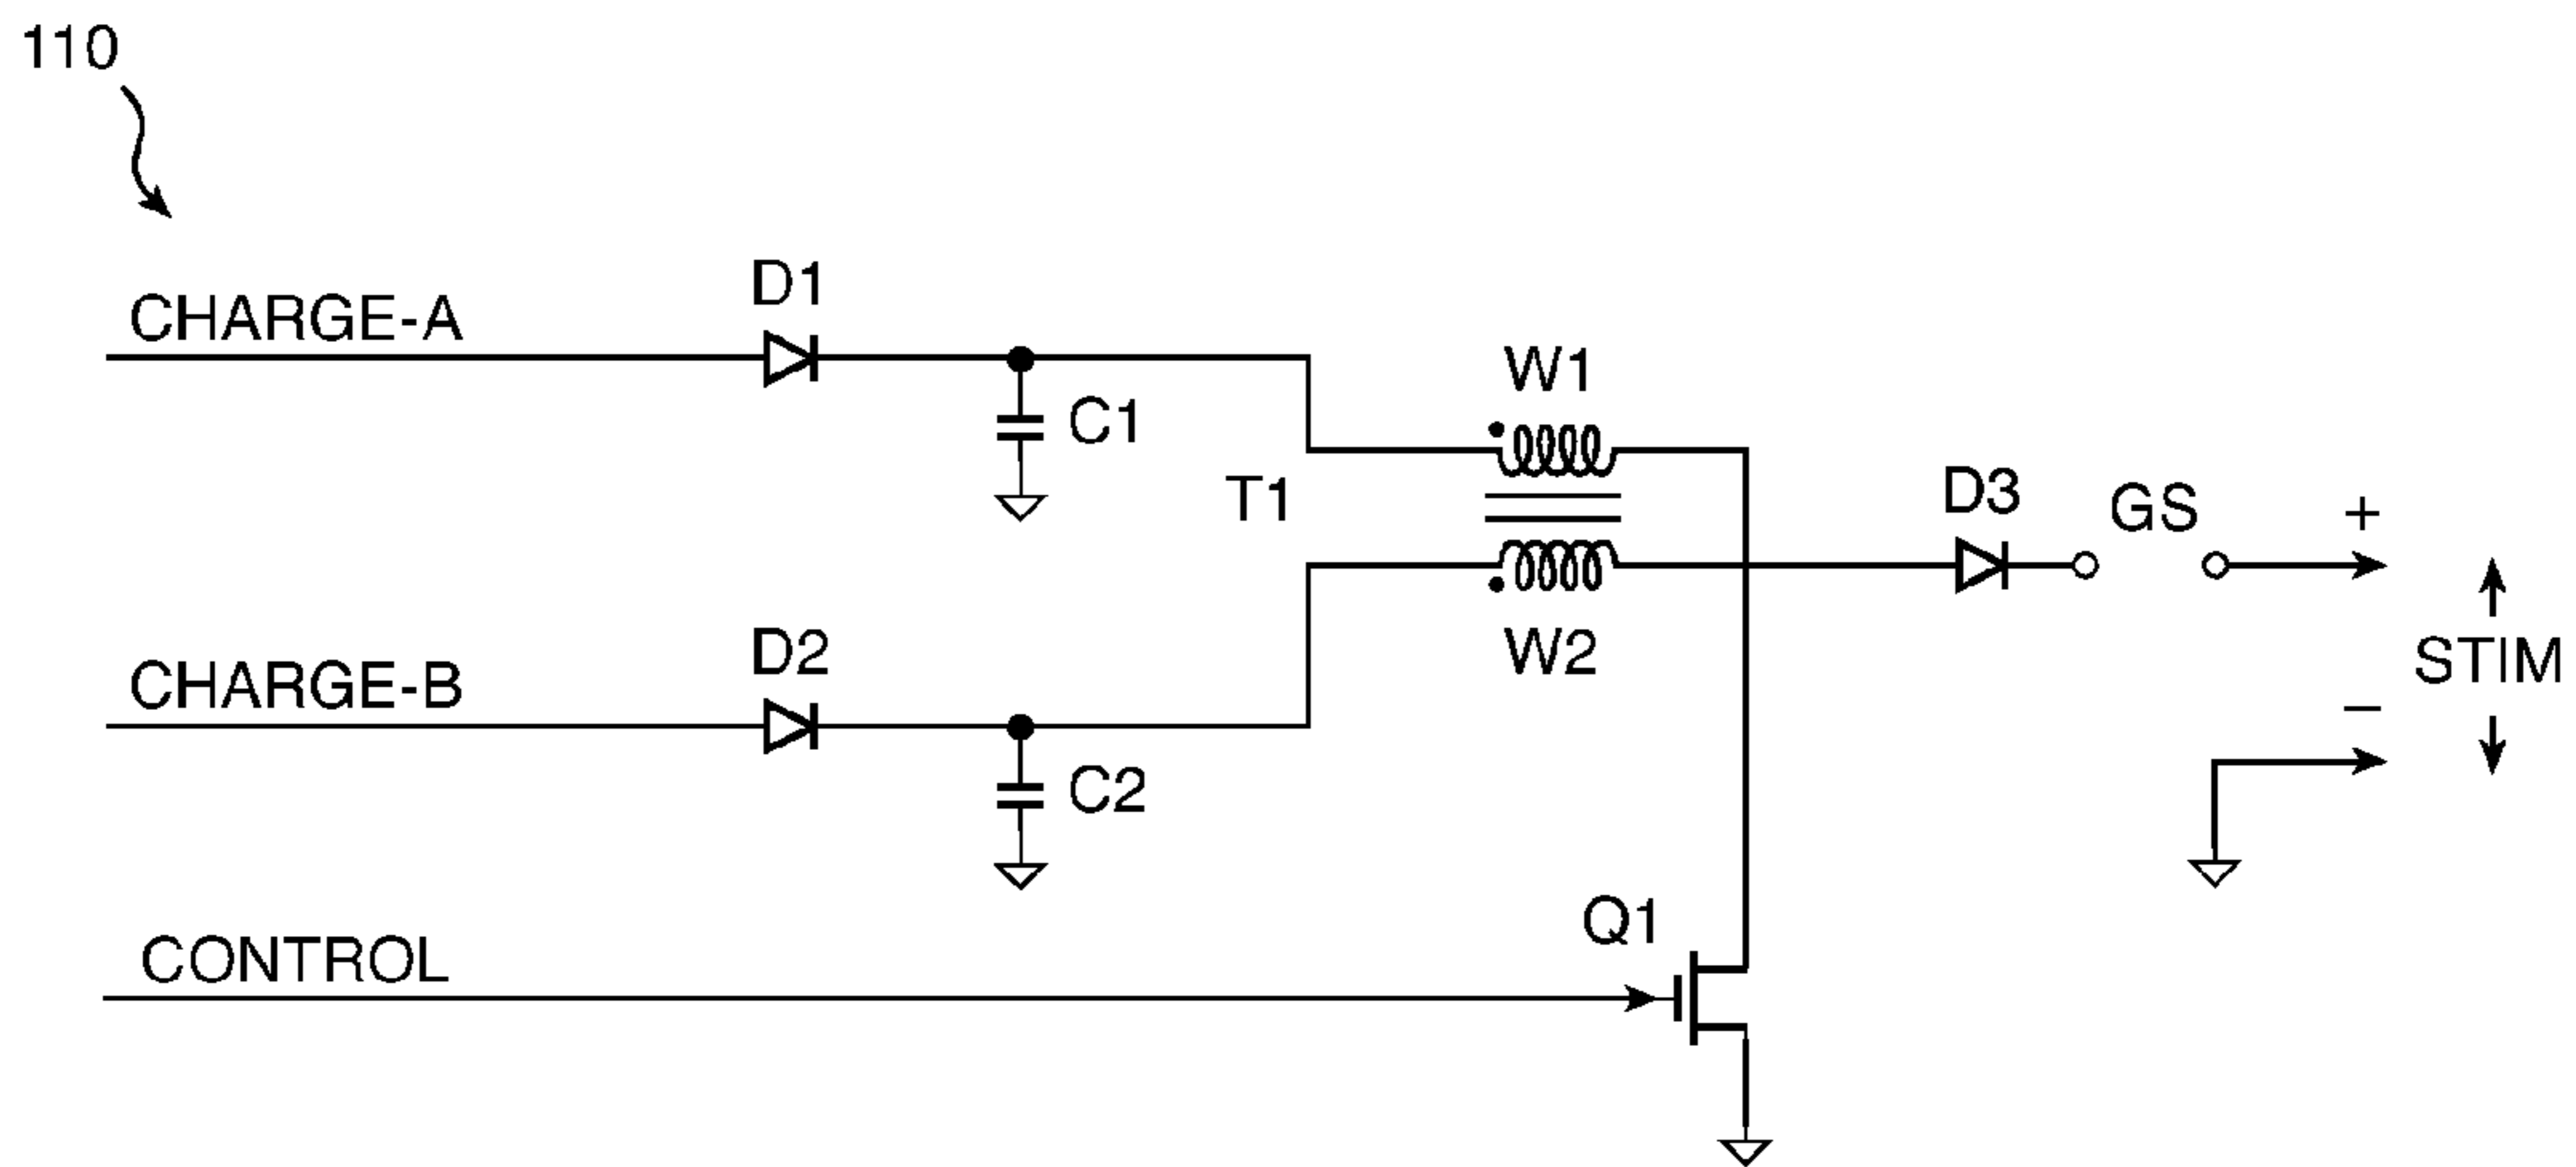 110
CHARGE-A
D1
C1
W1
T1
D3
GS
+
STIM
−
CHARGE-B
D2
W2
C2
CONTROL
Q1